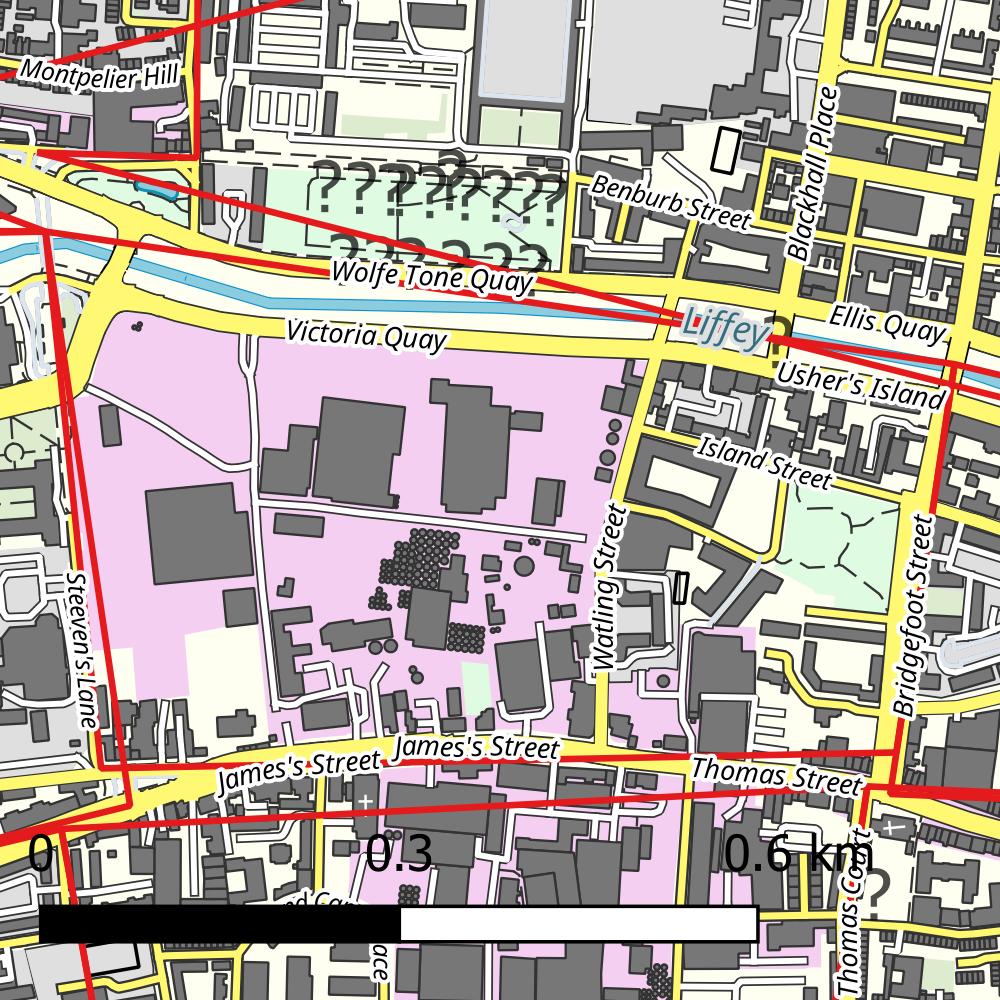 Montpelier Hill
Blackhall Place
Benburb Street
? ? ? ? ? ? ? ?
? ? ? ? ? ?
Wolfe Tone Quay
Liffey
?
Ellis Quay
Victoria Quay
Usher's Island
Island Street
Watling Street
Bridgefoot Street
Steeven's Lane
James's Street
James's Street
Thomas Street
0
0.3
0.6 km
?
Thomas Court